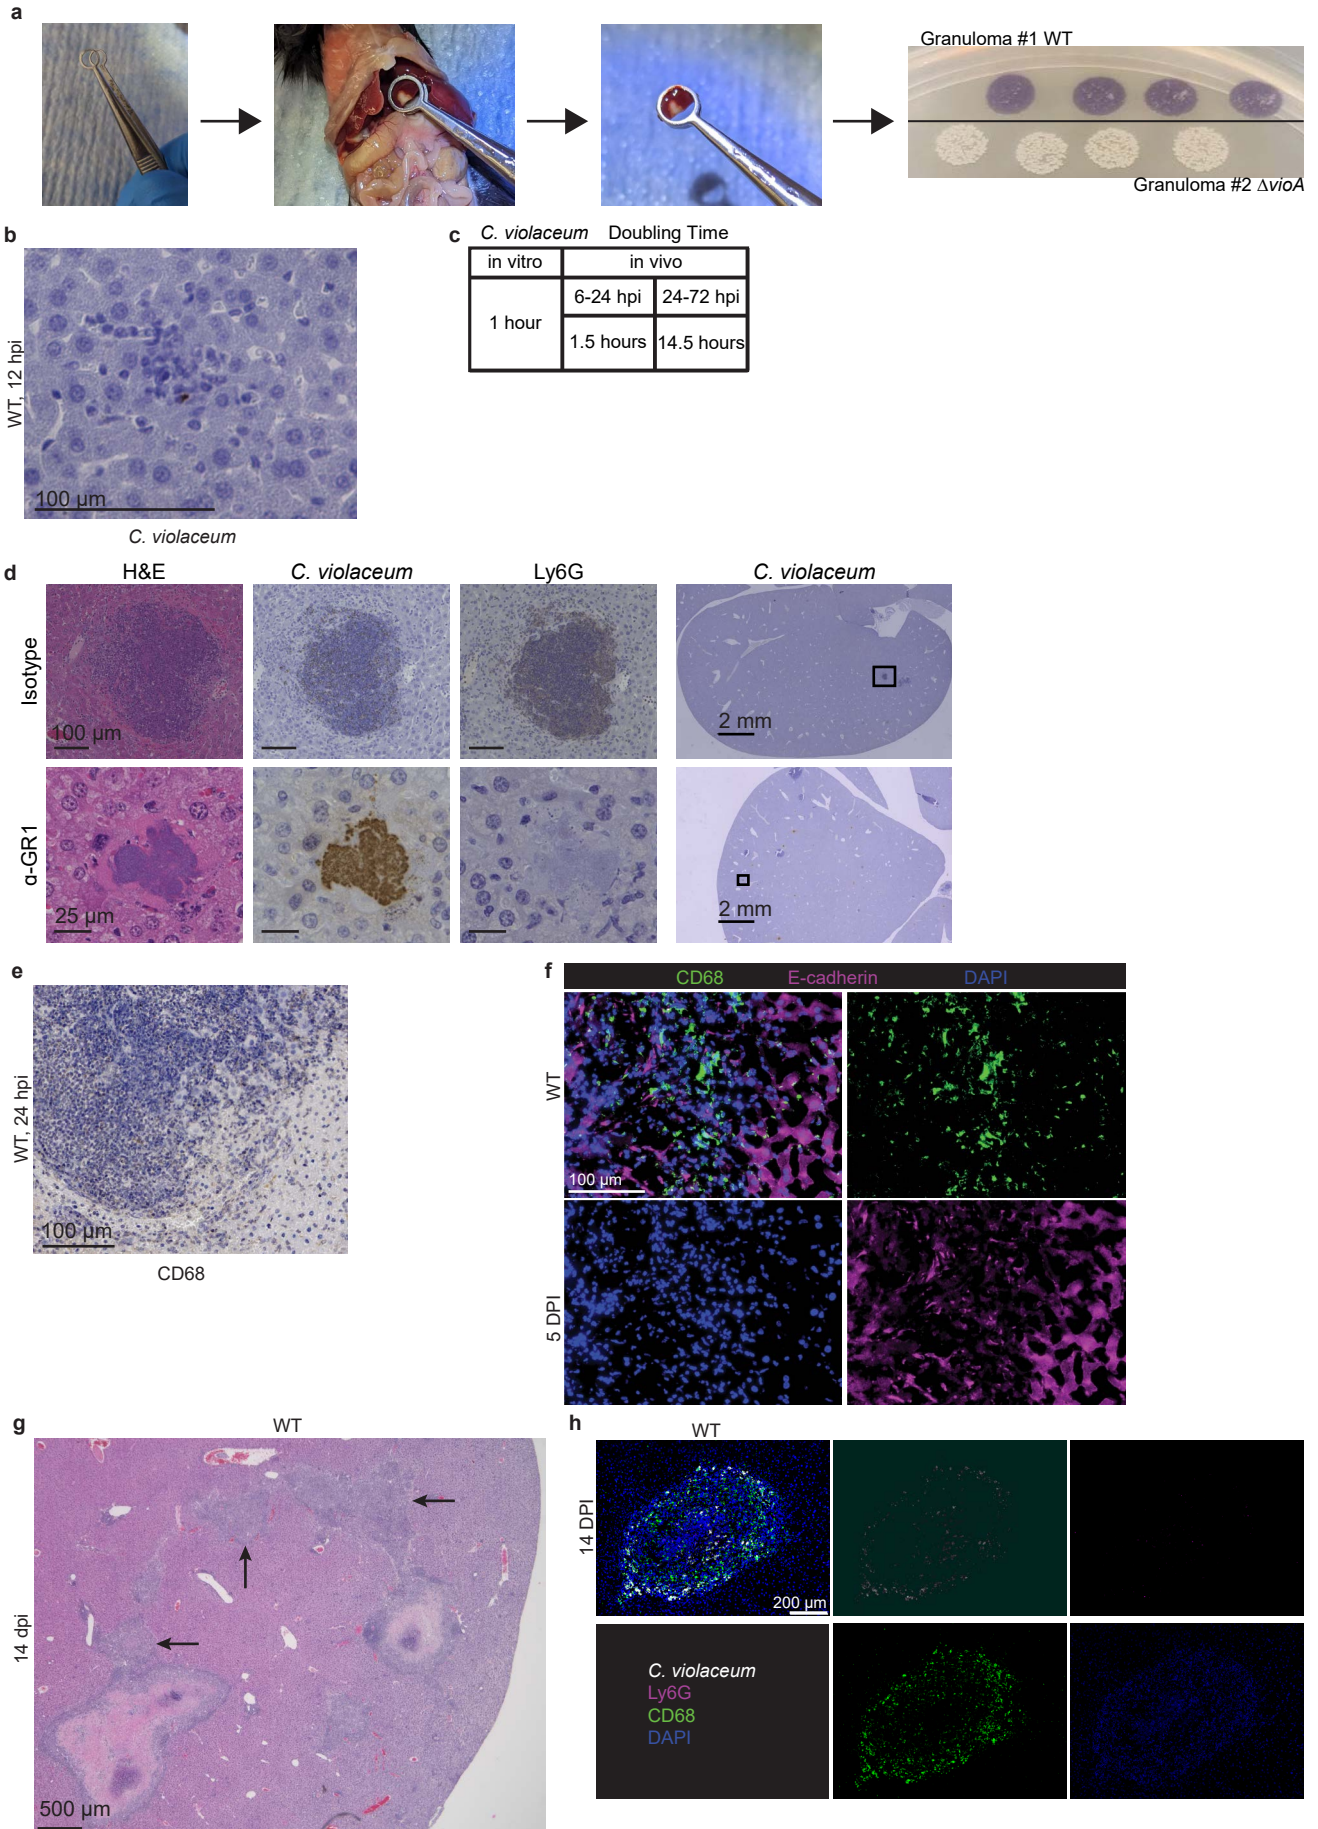 a
Granuloma #1 WT
Granuloma #2 ΔvioA
b
WT, 12 hpi
100 µm
C. violaceum
c
C. violaceum Doubling Time
in vitro in vivo
6-24 hpi 24-72 hpi
1 hour
1.5 hours 14.5 hours
d
H&E C. violaceum Ly6G C. violaceum
Isotype
100 µm
2 mm
α-GR1
25 µm
2 mm
e
WT, 24 hpi
100 µm
CD68
f
CD68 E-cadherin DAPI
WT
100 µm
5 DPI
g
WT
14 dpi
500 µm
h
WT
14 DPI
200 µm
C. violaceum
Ly6G
CD68
DAPI